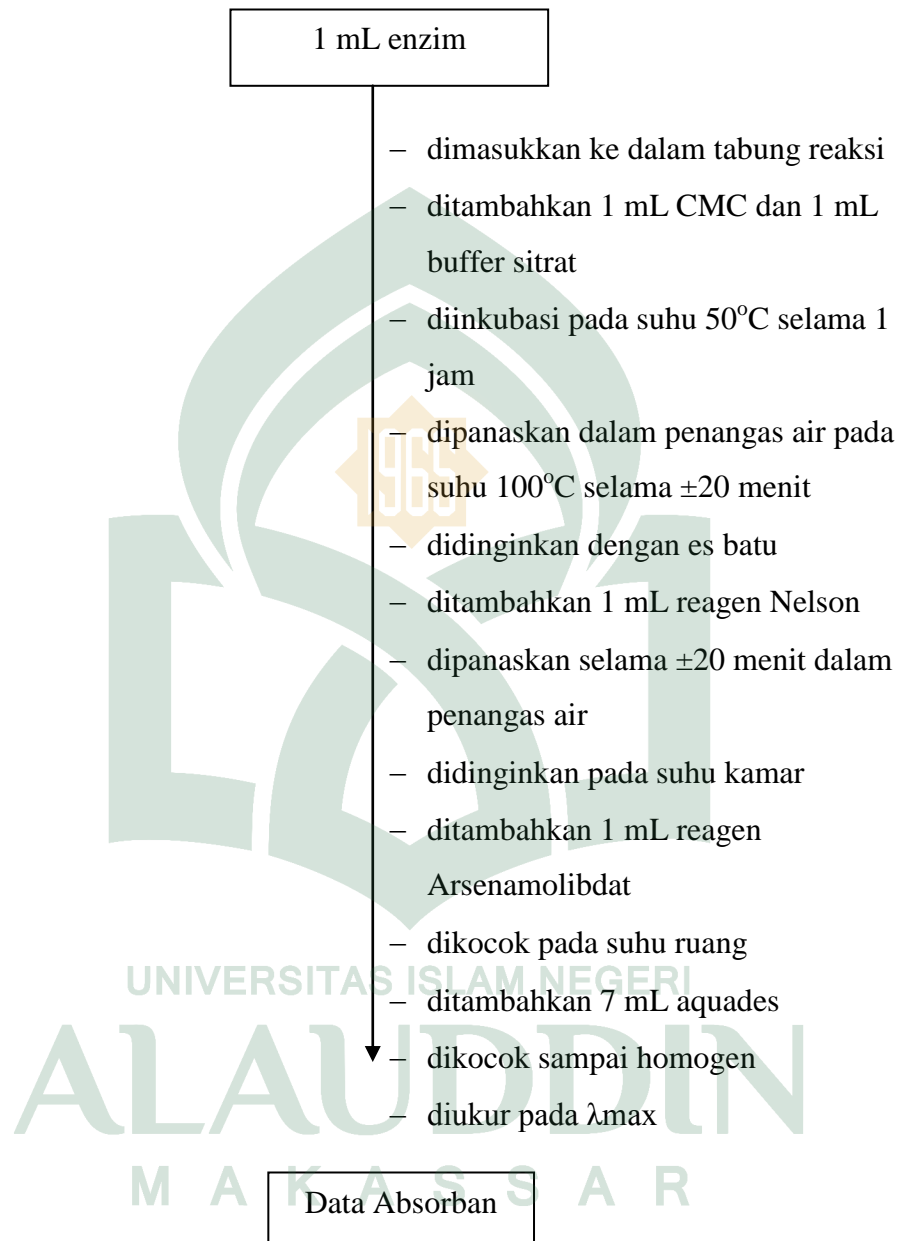 1 mL enzim
– dimasukkan ke dalam tabung reaksi
– ditambahkan 1 mL CMC dan 1 mL
buffer sitrat
– diinkubasi pada suhu 50°C selama 1
jam
– dipanaskan dalam penangas air pada
suhu 100°C selama ±20 menit
– didinginkan dengan es batu
– ditambahkan 1 mL reagen Nelson
– dipanaskan selama ±20 menit dalam
penangas air
– didinginkan pada suhu kamar
– ditambahkan 1 mL reagen
Arsenamolibdat
– dikocok pada suhu ruang
– ditambahkan 7 mL aquades
– dikocok sampai homogen
– diukur pada λmax
Data Absorban
1965
UNIVERSITAS ISLAM NEGERI
ALAUDDIN
MAKASSAR